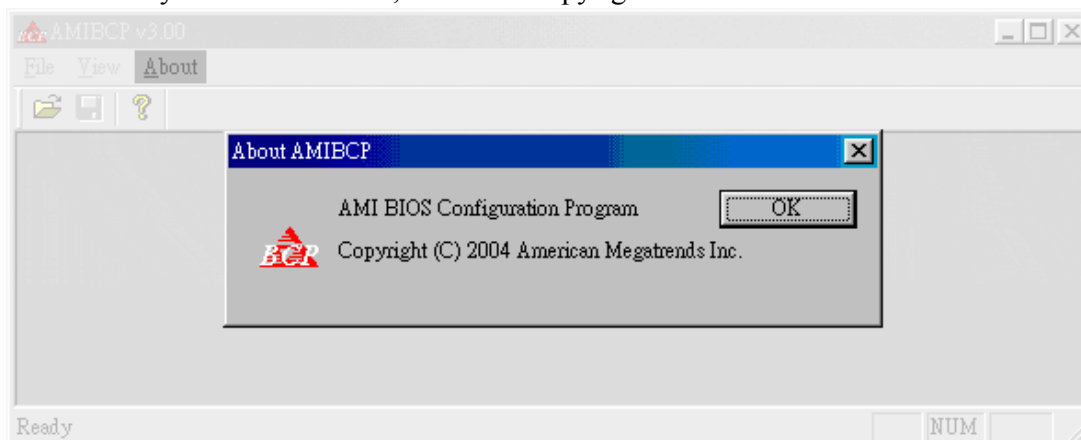 AMIBCP v3.00
File View About
About AMIBCP
AMI BIOS Configuration Program
OK
BCP
Copyright (C) 2004 American Megatrends Inc.
Ready
NUM